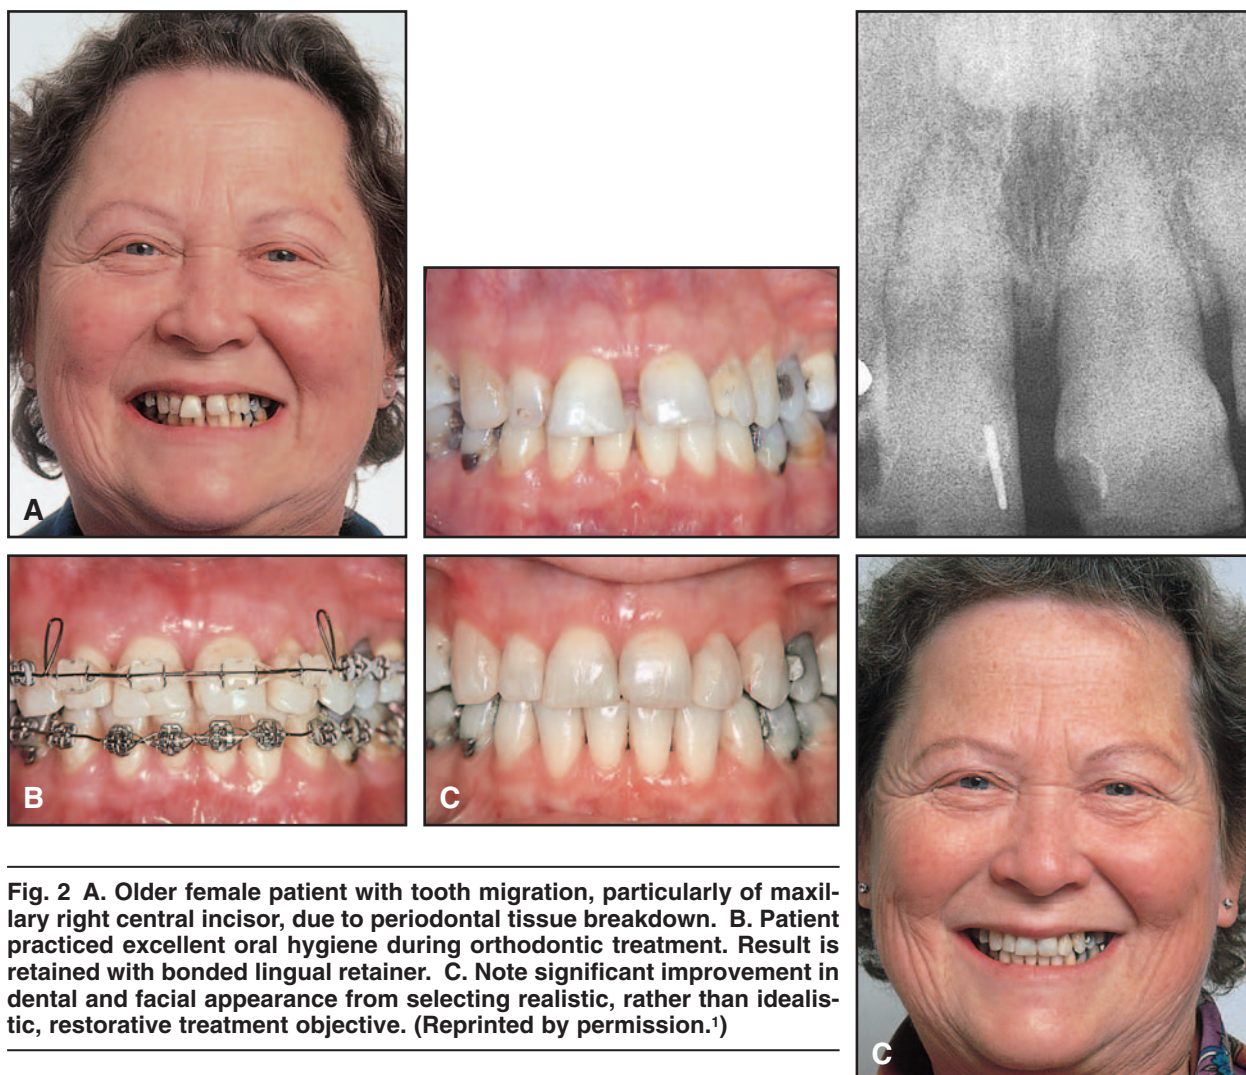 A
B
C
C
Fig. 2 A. Older female patient with tooth migration, particularly of maxil-
lary right central incisor, due to periodontal tissue breakdown. B. Patient
practiced excellent oral hygiene during orthodontic treatment. Result is
retained with bonded lingual retainer. C. Note significant improvement in
dental and facial appearance from selecting realistic, rather than idealis-
tic, restorative treatment objective. (Reprinted by permission.¹)